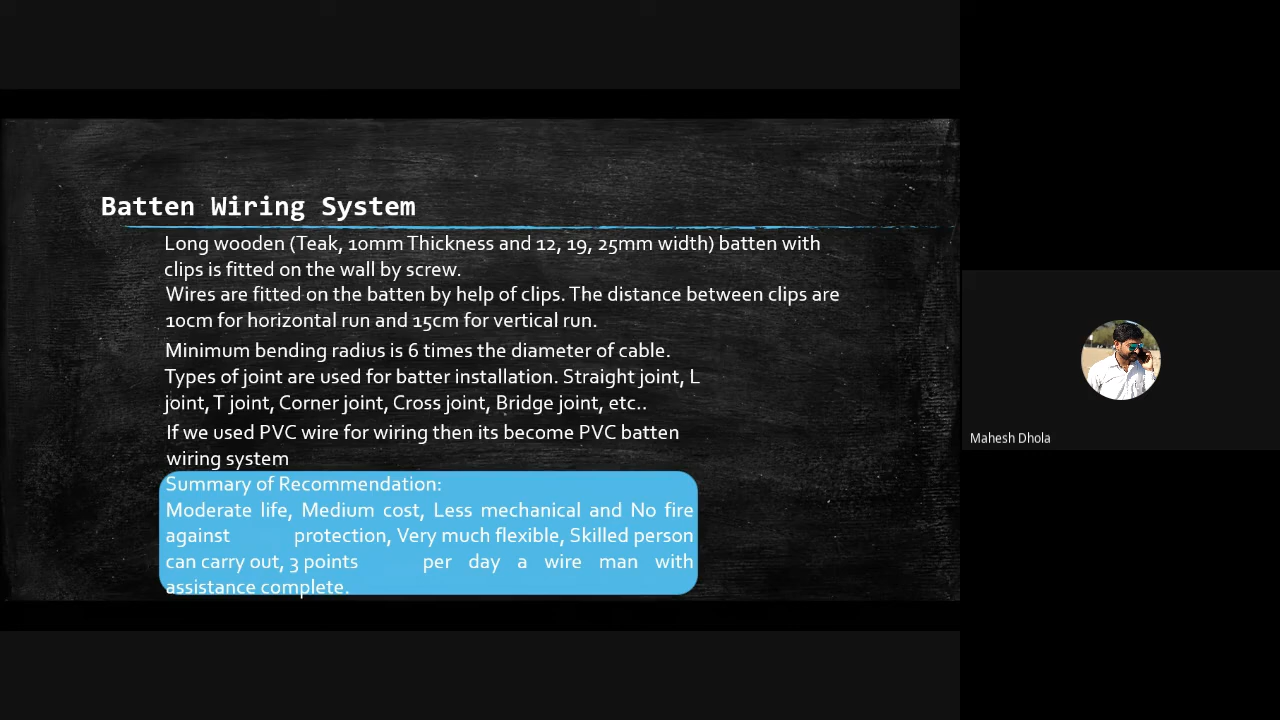 Batten Wiring System
Long wooden (Teak, 10mm Thickness and 12, 19, 25mm width) batten with
clips is fitted on the wall by screw.
Wires are fitted on the batten by help of clips. The distance between clips are
10cm for horizontal run and 15cm for vertical run.
Minimum bending radius is 6 times the diameter of cable.
Types of joint are used for batter installation. Straight joint, L
joint, T joint, Corner joint, Cross joint, Bridge joint, etc..
If we used PVC wire for wiring then its become PVC batten
wiring system
Summary of Recommendation:
Moderate life, Medium cost, Less mechanical and No fire
against protection, Very much flexible, Skilled person
can carry out, 3 points per day a wire man with
assistance complete.
Mahesh Dhola